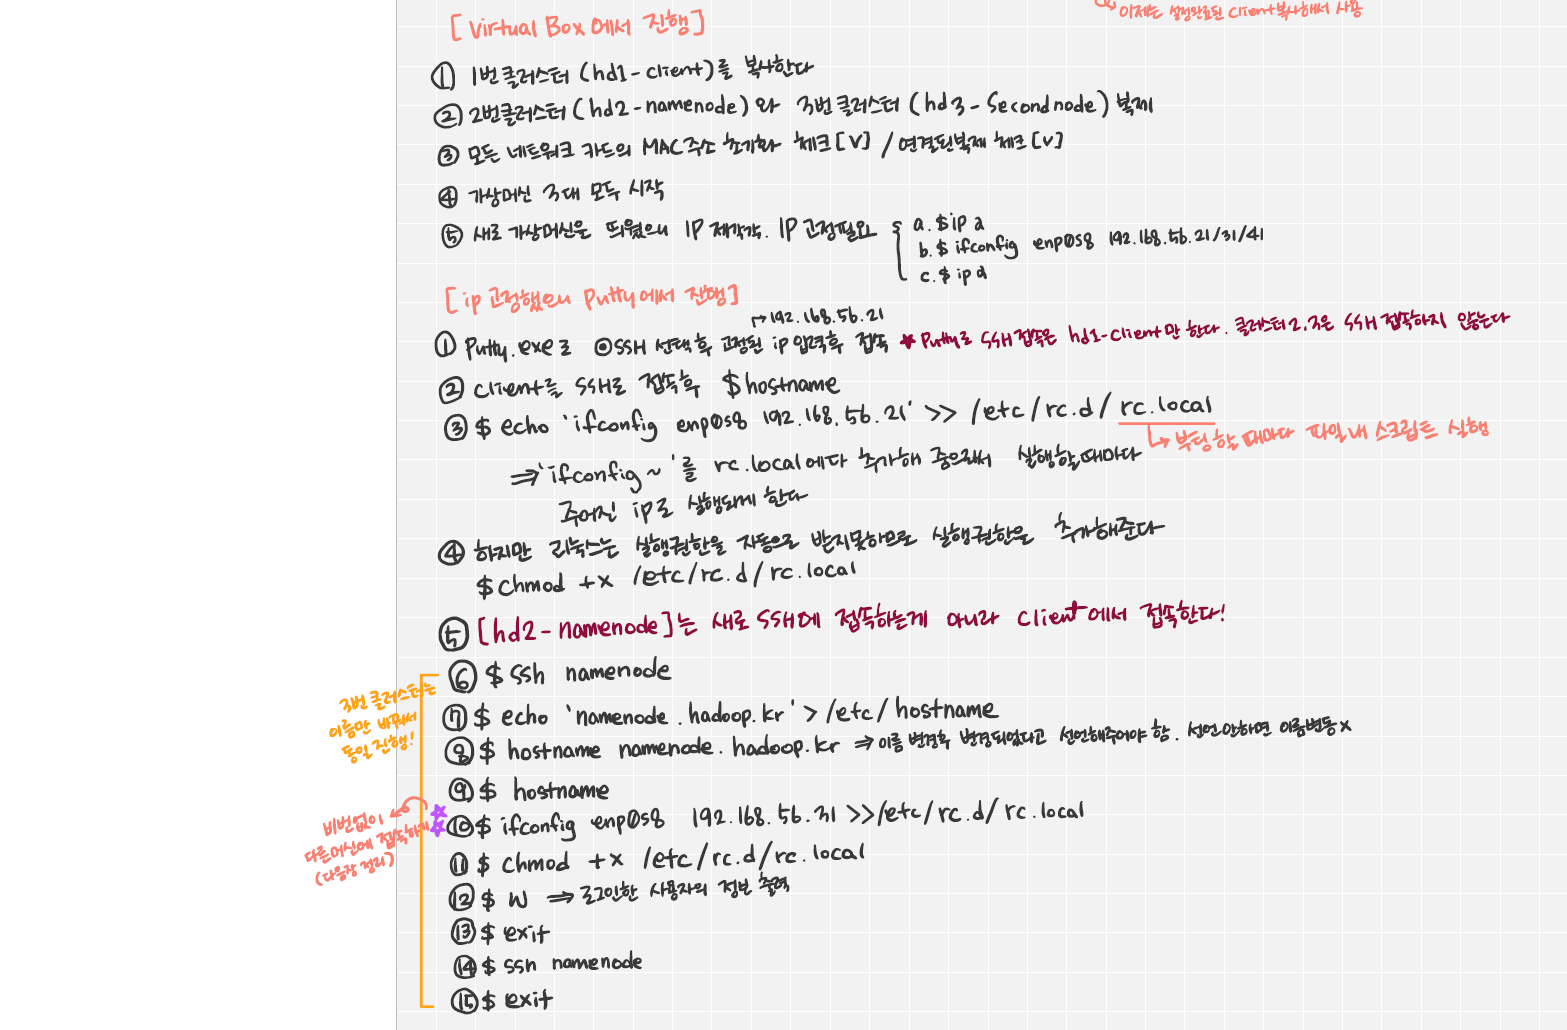 이제는 설정완료된 client 복사해서 사용
[Virtual Box에서 진행]
① 1번 클러스터 (hd1-client)를 복사한다
② 2번클러스터(hd2-namenode)와 3번 클러스터(hd3-Secondnode) 복제
③ 모든 네트워크 카드의 MAC주소 초기화 체크[V] / 연결된복제 체크[V]
④ 가상머신 3대 모두 시작
⑤ 새로 가상머신을 띄웠으니 IP 제각각. IP 고정필요
a. $ip a
b. $ ifconfig enp0s8 192.168.56.21/31/41
c. $ ip a
[ip 고정했으니 Putty에서 진행]
→192.168.56.21
① Putty.exe로 ◎SSH 선택후 고정된 ip 입력후 접속 ★ Putty로 SSH접속은 hd1-client만 한다. 클러스터2,3은 SSH 접속하지 않는다
② client를 SSH로 접속후 $hostname
③ $ echo 'ifconfig enp0s8 192.168.56.21' >> /etc/rc.d/rc.local
↳ 부팅할때마다 파일내 스크립트 실행
⇒'ifconfig~'를 rc.local에다 추가해 줌으로써 실행할때마다
주어진 ip로 실행되게 한다
④ 하지만 리눅스는 실행권한을 자동으로 받지못하므로 실행권한을 추가해준다
$ chmod +x /etc/rc.d/rc.local
⑤ [hd2-namenode]는 새로 SSH에 접속하는게 아니라 client에서 접속한다!
⑥ $ ssh namenode
3번 클러스터는
이름만 바꿔서
동일 진행!
⑦ $ echo 'namenode.hadoop.kr' > /etc/hostname
⑧ $ hostname namenode.hadoop.kr ⇒ 이름 변경후 변경되었다고 선언해주어야 함. 선언안하면 이름변동x
⑨ $ hostname
⑩ $ ifconfig enp0s8 192.168.56.31 >>/etc/rc.d/rc.local
비번없이
다른머신에 접속하게
(다음장 정리)
⑪ $ chmod +x /etc/rc.d/rc.local
⑫ $ W ⇒ 로그인한 사용자의 정보 출력
⑬ $ exit
⑭ $ ssh namenode
⑮ $ exit